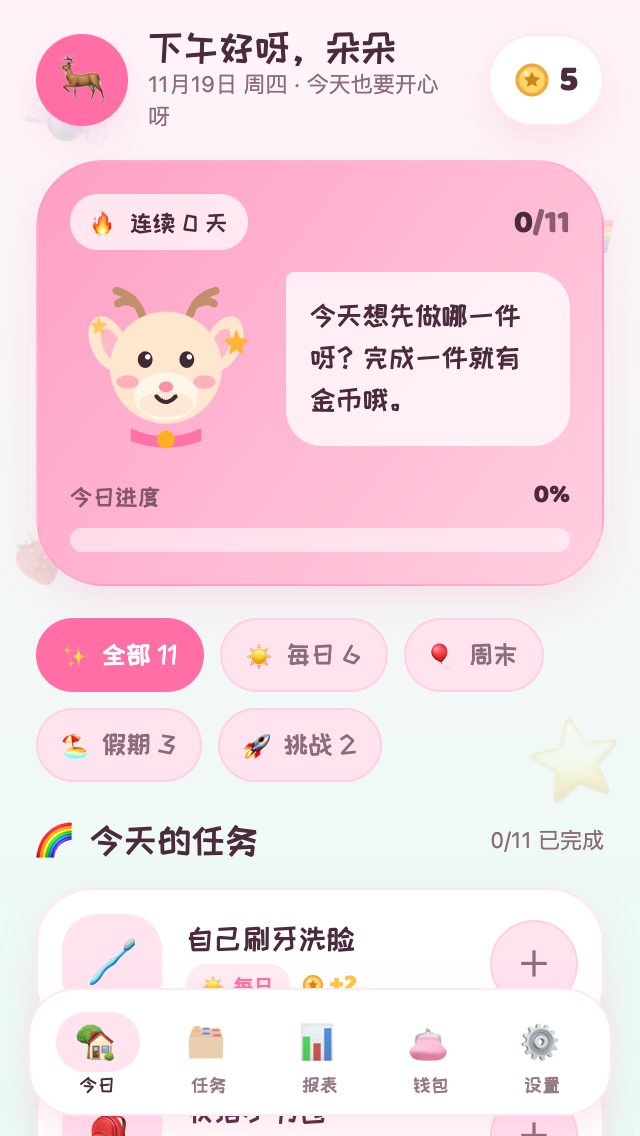 下午好呀，朵朵
11月19日 周四 · 今天也要开心
呀
5
连续 0 天
0/11
今天想先做哪一件
呀？完成一件就有
金币哦。
今日进度
0%
全部 11
每日 6
周末
假期 3
挑战 2
今天的任务
0/11 已完成
自己刷牙洗脸
每日
+2
今日
任务
报表
钱包
设置